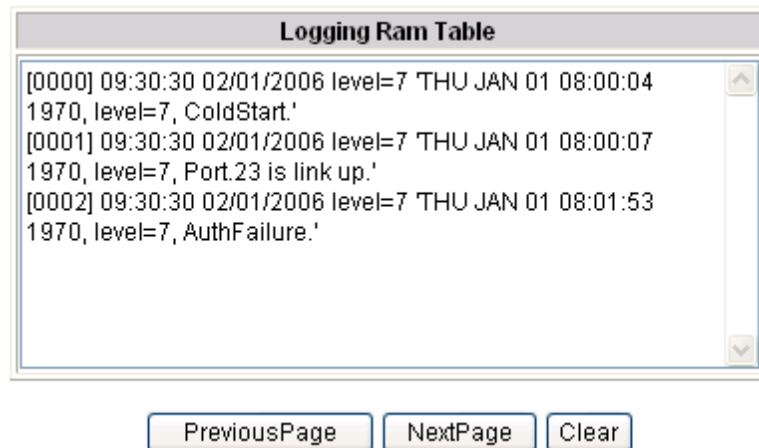 Logging Ram Table
[0000] 09:30:30 02/01/2006 level=7 'THU JAN 01 08:00:04
1970, level=7, ColdStart.'
[0001] 09:30:30 02/01/2006 level=7 'THU JAN 01 08:00:07
1970, level=7, Port.23 is link up.'
[0002] 09:30:30 02/01/2006 level=7 'THU JAN 01 08:01:53
1970, level=7, AuthFailure.'
PreviousPage NextPage Clear